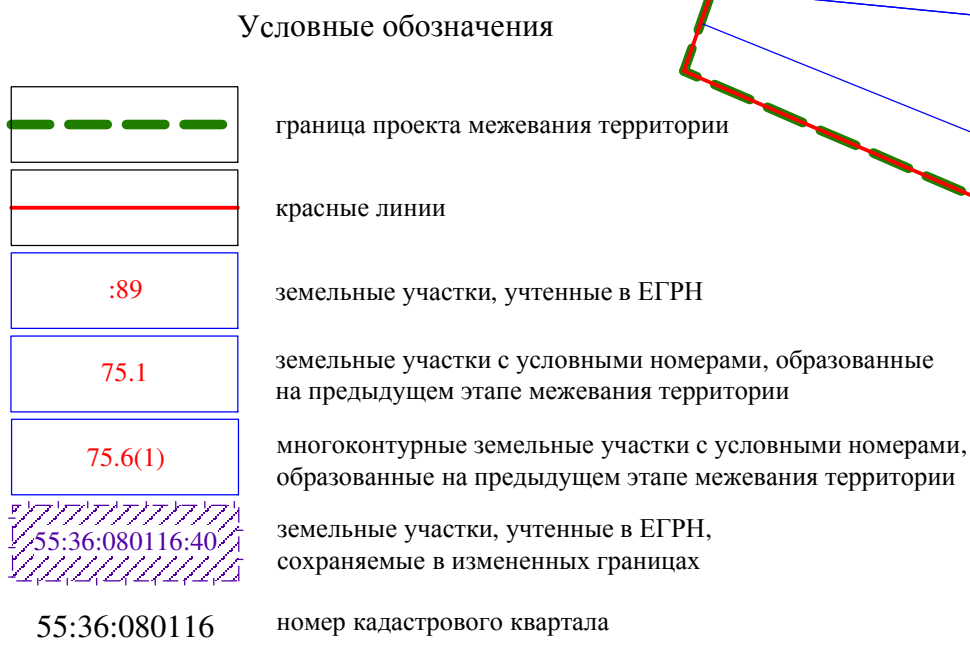 Условные обозначения
граница проекта межевания территории
красные линии
:89
земельные участки, учтенные в ЕГРН
75.1
земельные участки с условными номерами, образованные
на предыдущем этапе межевания территории
75.6(1)
многоконтурные земельные участки с условными номерами,
образованные на предыдущем этапе межевания территории
55:36:080116:40
земельные участки, учтенные в ЕГРН,
сохраняемые в измененных границах
55:36:080116
номер кадастрового квартала